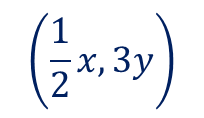 (1/2 x, 3y)